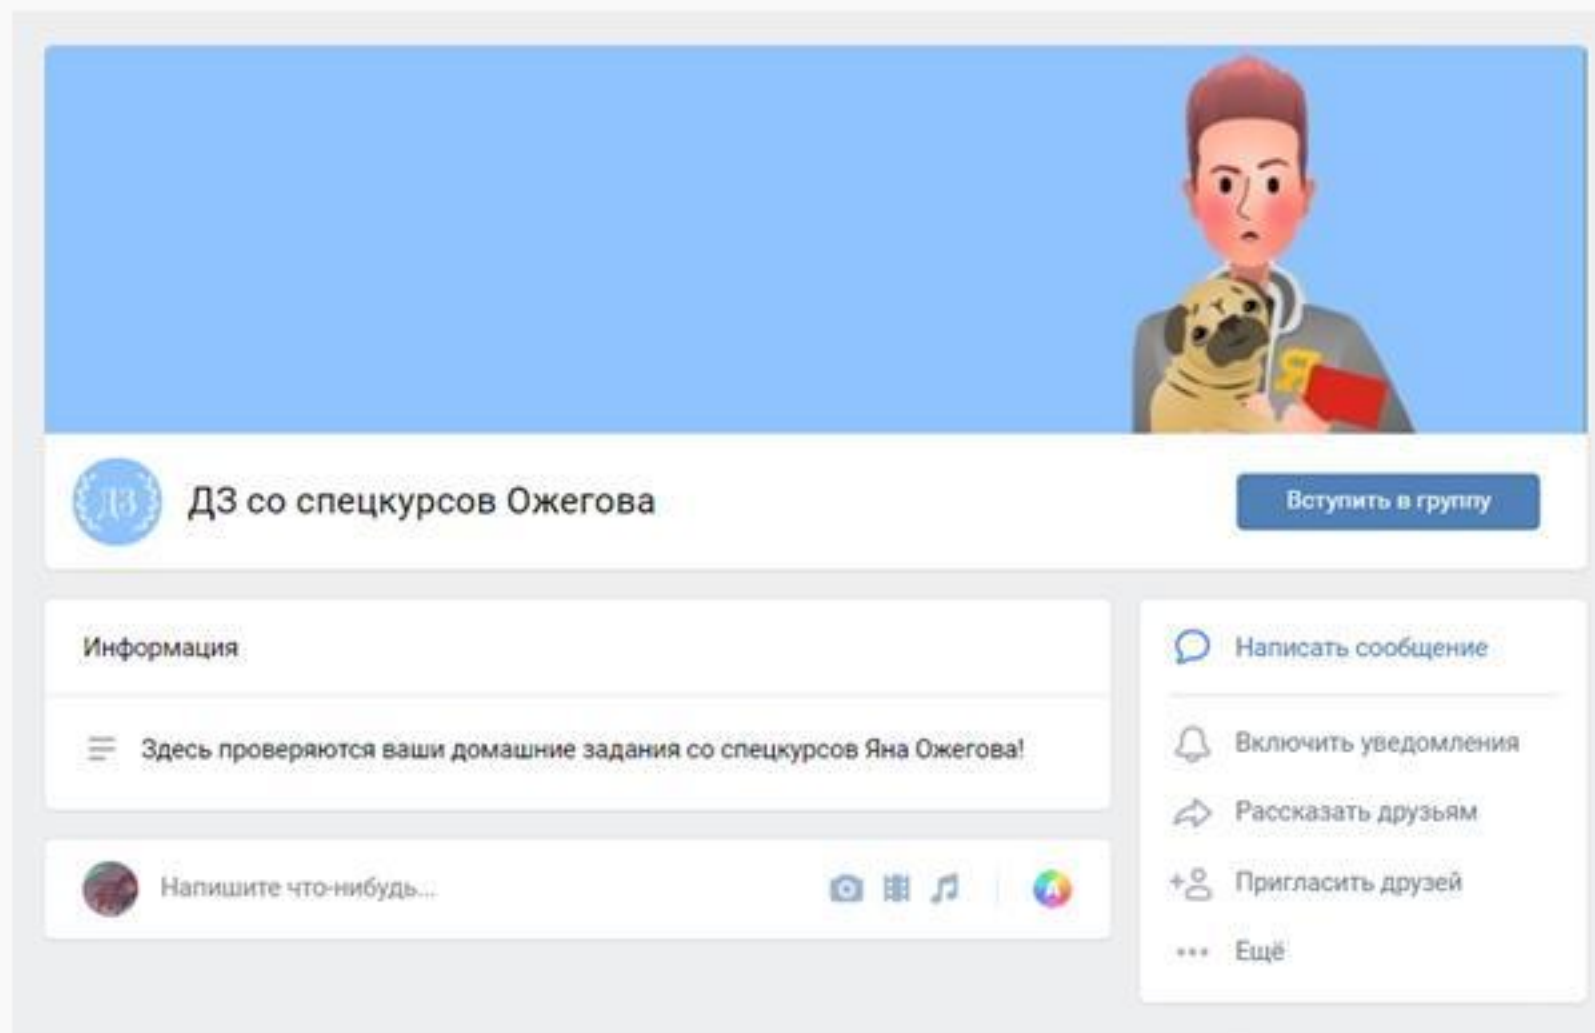 Я
ДЗ
ДЗ со спецкурсов Ожегова
Вступить в группу
Информация
Здесь проверяются ваши домашние задания со спецкурсов Яна Ожегова!
Напишите что-нибудь...
A
Написать сообщение
Включить уведомления
Рассказать друзьям
Пригласить друзей
Ещё